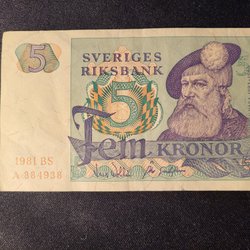 5 SVERIGES
RIKSBANK
5
Fem KRONOR
1981 BS
A 884938